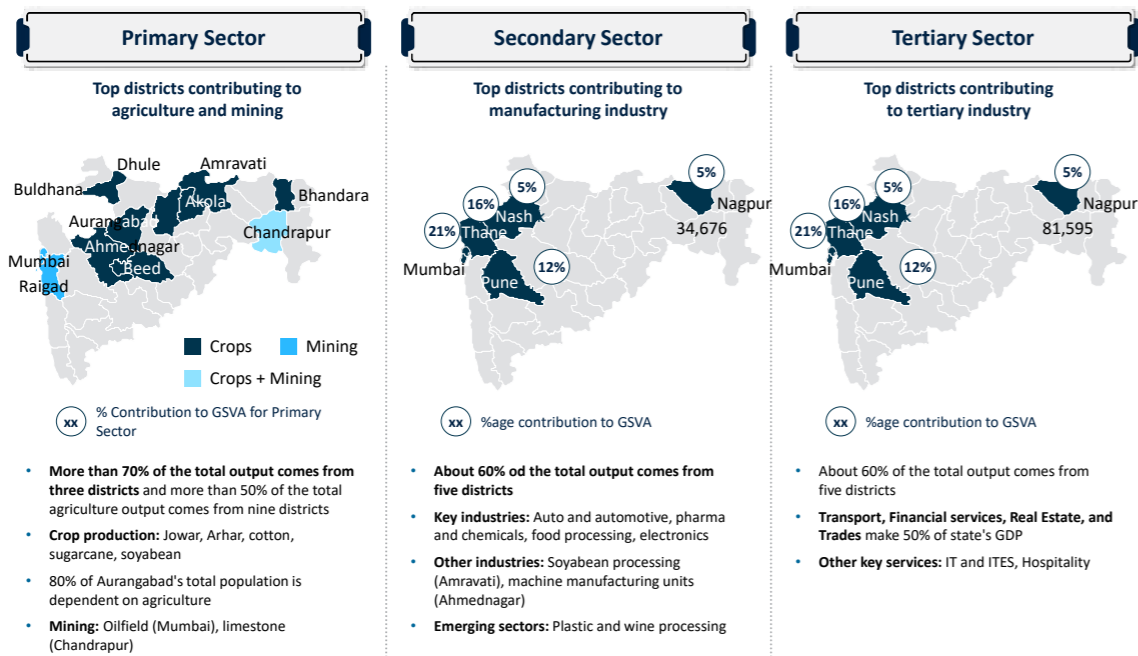 Primary Sector
Top districts contributing to
agriculture and mining
Dhule
Amravati
Buldhana
Akola
Bhandara
Aurangab
Chandrapur
Ahmednagar
Mumbai
Beed
Raigad
Crops
Mining
Crops + Mining
xx
% Contribution to GSVA for Primary
Sector
• More than 70% of the total output comes from
three districts and more than 50% of the total
agriculture output comes from nine districts
• Crop production: Jowar, Arhar, cotton,
sugarcane, soyabean
• 80% of Aurangabad's total population is
dependent on agriculture
• Mining: Oilfield (Mumbai), limestone
(Chandrapur)
Secondary Sector
Top districts contributing to
manufacturing industry
5%
5%
16%
Nash
Nagpur
21%
Thane
34,676
Mumbai
12%
Pune
xx
%age contribution to GSVA
• About 60% od the total output comes from
five districts
• Key industries: Auto and automotive, pharma
and chemicals, food processing, electronics
• Other industries: Soyabean processing
(Amravati), machine manufacturing units
(Ahmednagar)
• Emerging sectors: Plastic and wine processing
Tertiary Sector
Top districts contributing
to tertiary industry
5%
5%
16%
Nash
Nagpur
21%
Thane
81,595
Mumbai
12%
Pune
xx
%age contribution to GSVA
• About 60% of the total output comes from
five districts
• Transport, Financial services, Real Estate, and
Trades make 50% of state's GDP
• Other key services: IT and ITES, Hospitality